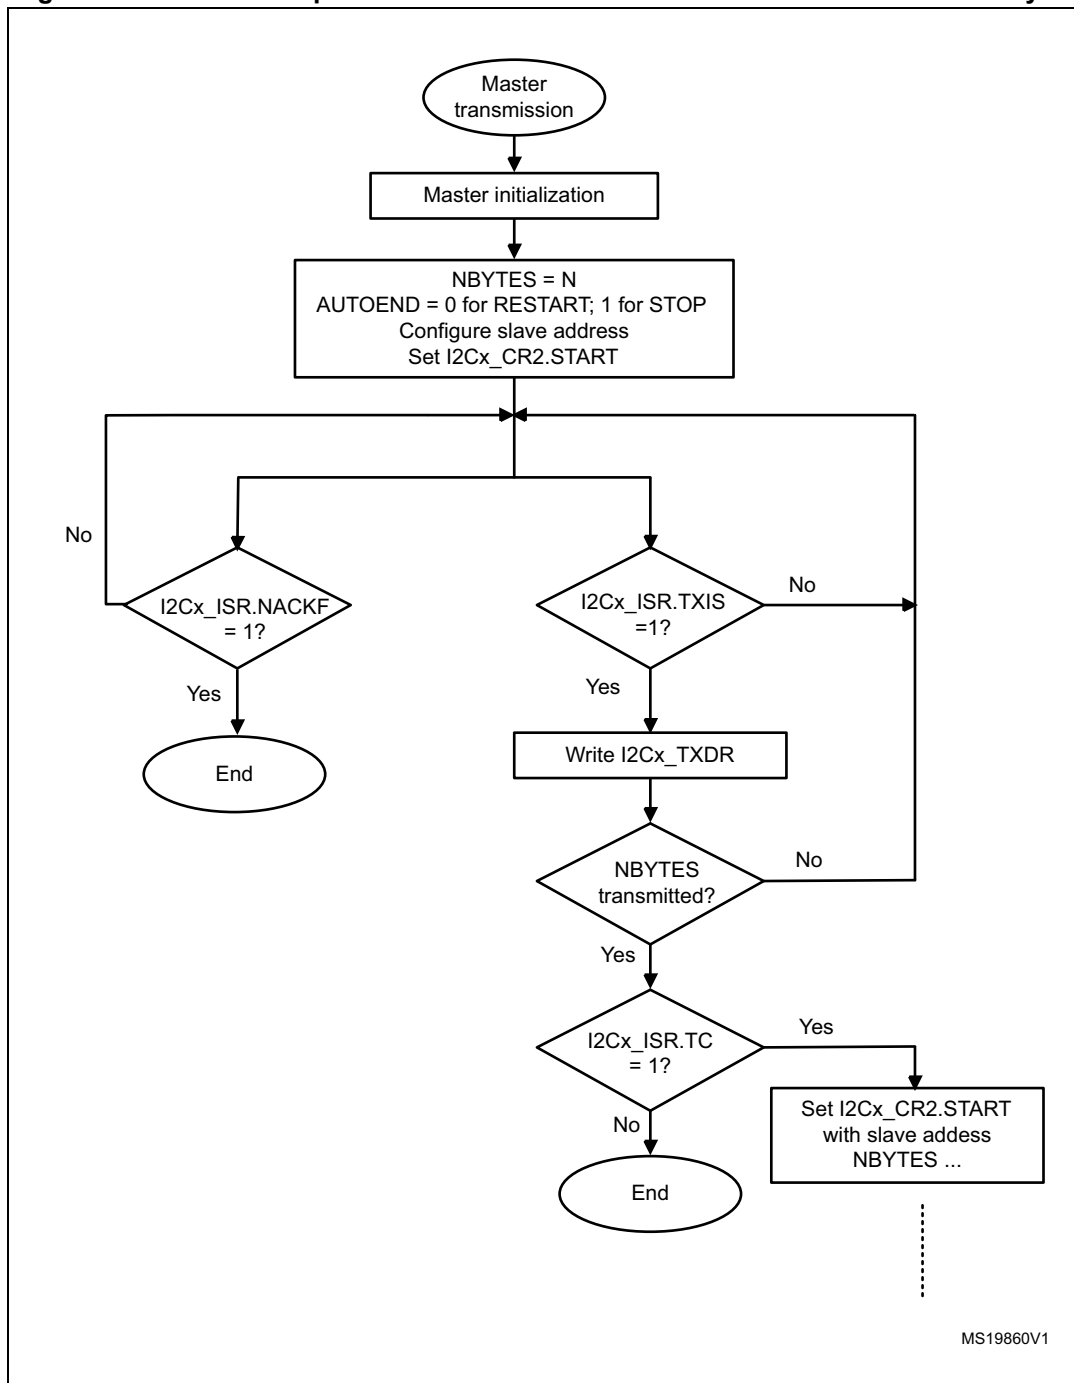 Master
transmission
Master initialization
NBYTES = N
AUTOEND = 0 for RESTART; 1 for STOP
Configure slave address
Set I2Cx_CR2.START
No
I2Cx_ISR.NACKF
= 1?
Yes
End
I2Cx_ISR.TXIS
=1?
No
Yes
Write I2Cx_TXDR
NBYTES
transmitted?
No
Yes
I2Cx_ISR.TC
= 1?
Yes
No
End
Set I2Cx_CR2.START
with slave addess
NBYTES ...
MS19860V1